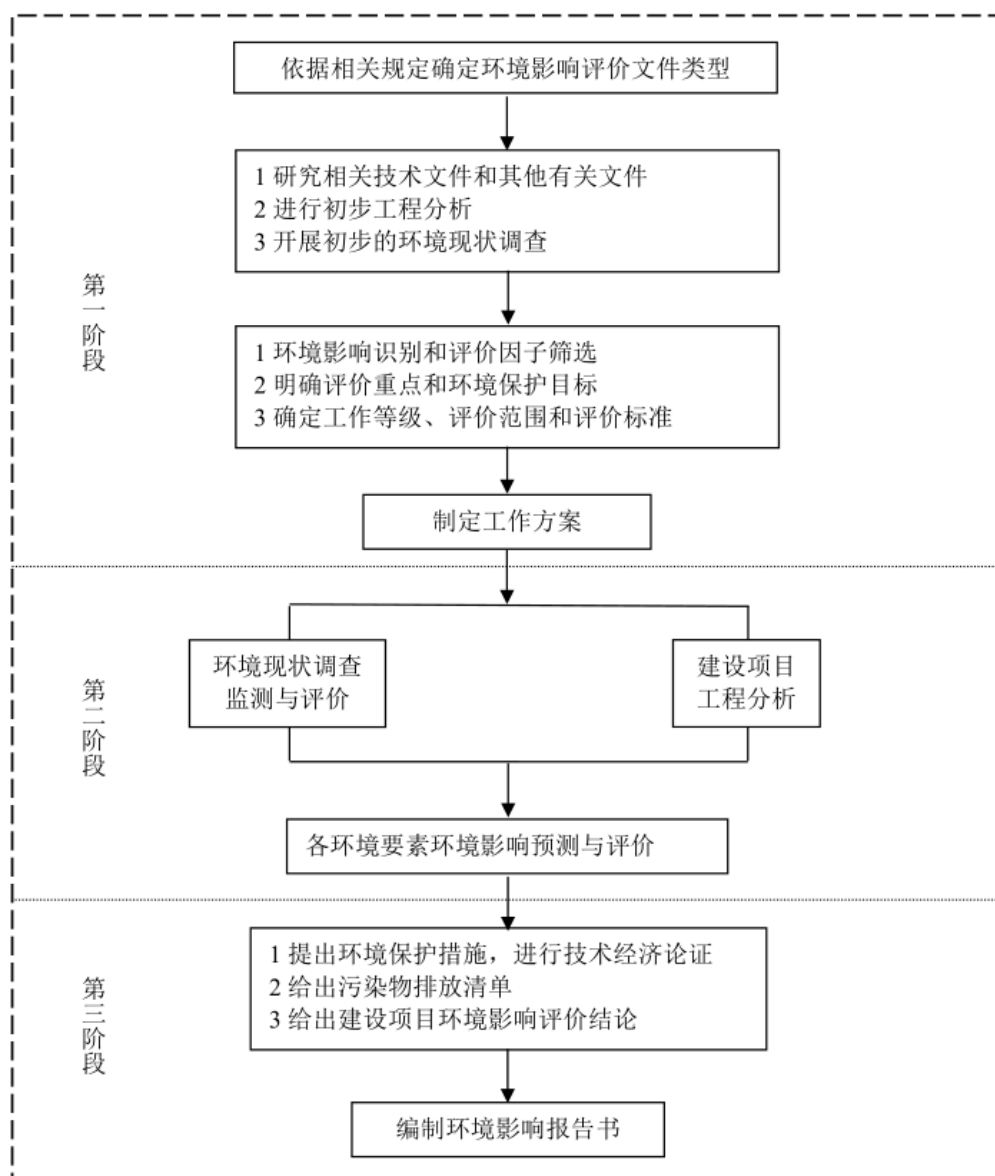 依据相关规定确定环境影响评价文件类型
1 研究相关技术文件和其他有关文件
2 进行初步工程分析
3 开展初步的环境现状调查
第一阶段
1 环境影响识别和评价因子筛选
2 明确评价重点和环境保护目标
3 确定工作等级、评价范围和评价标准
制定工作方案
第二阶段
环境现状调查
监测与评价
建设项目
工程分析
各环境要素环境影响预测与评价
第三阶段
1 提出环境保护措施，进行技术经济论证
2 给出污染物排放清单
3 给出建设项目环境影响评价结论
编制环境影响报告书